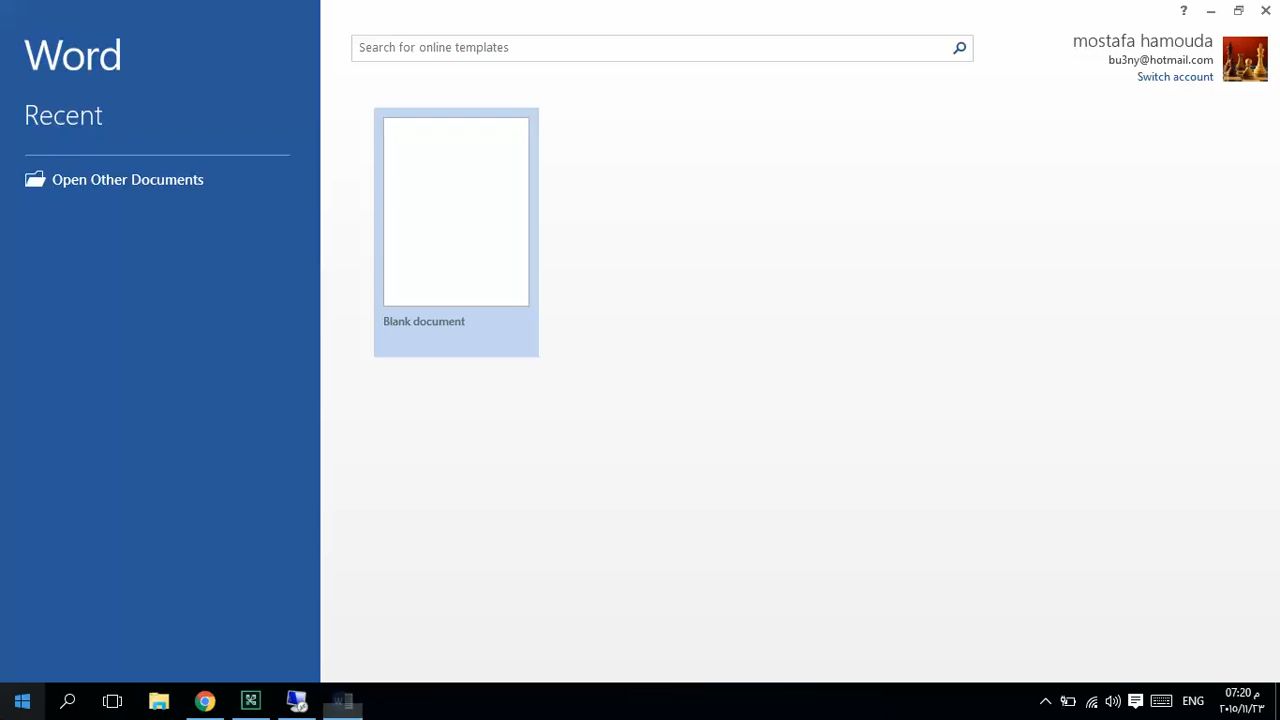 ?
Word
Search for online templates
mostafa hamouda
bu3ny@hotmail.com
Switch account
Recent
Open Other Documents
Blank document
ENG
07:20 م
٢٠١٥/١١/٢٣